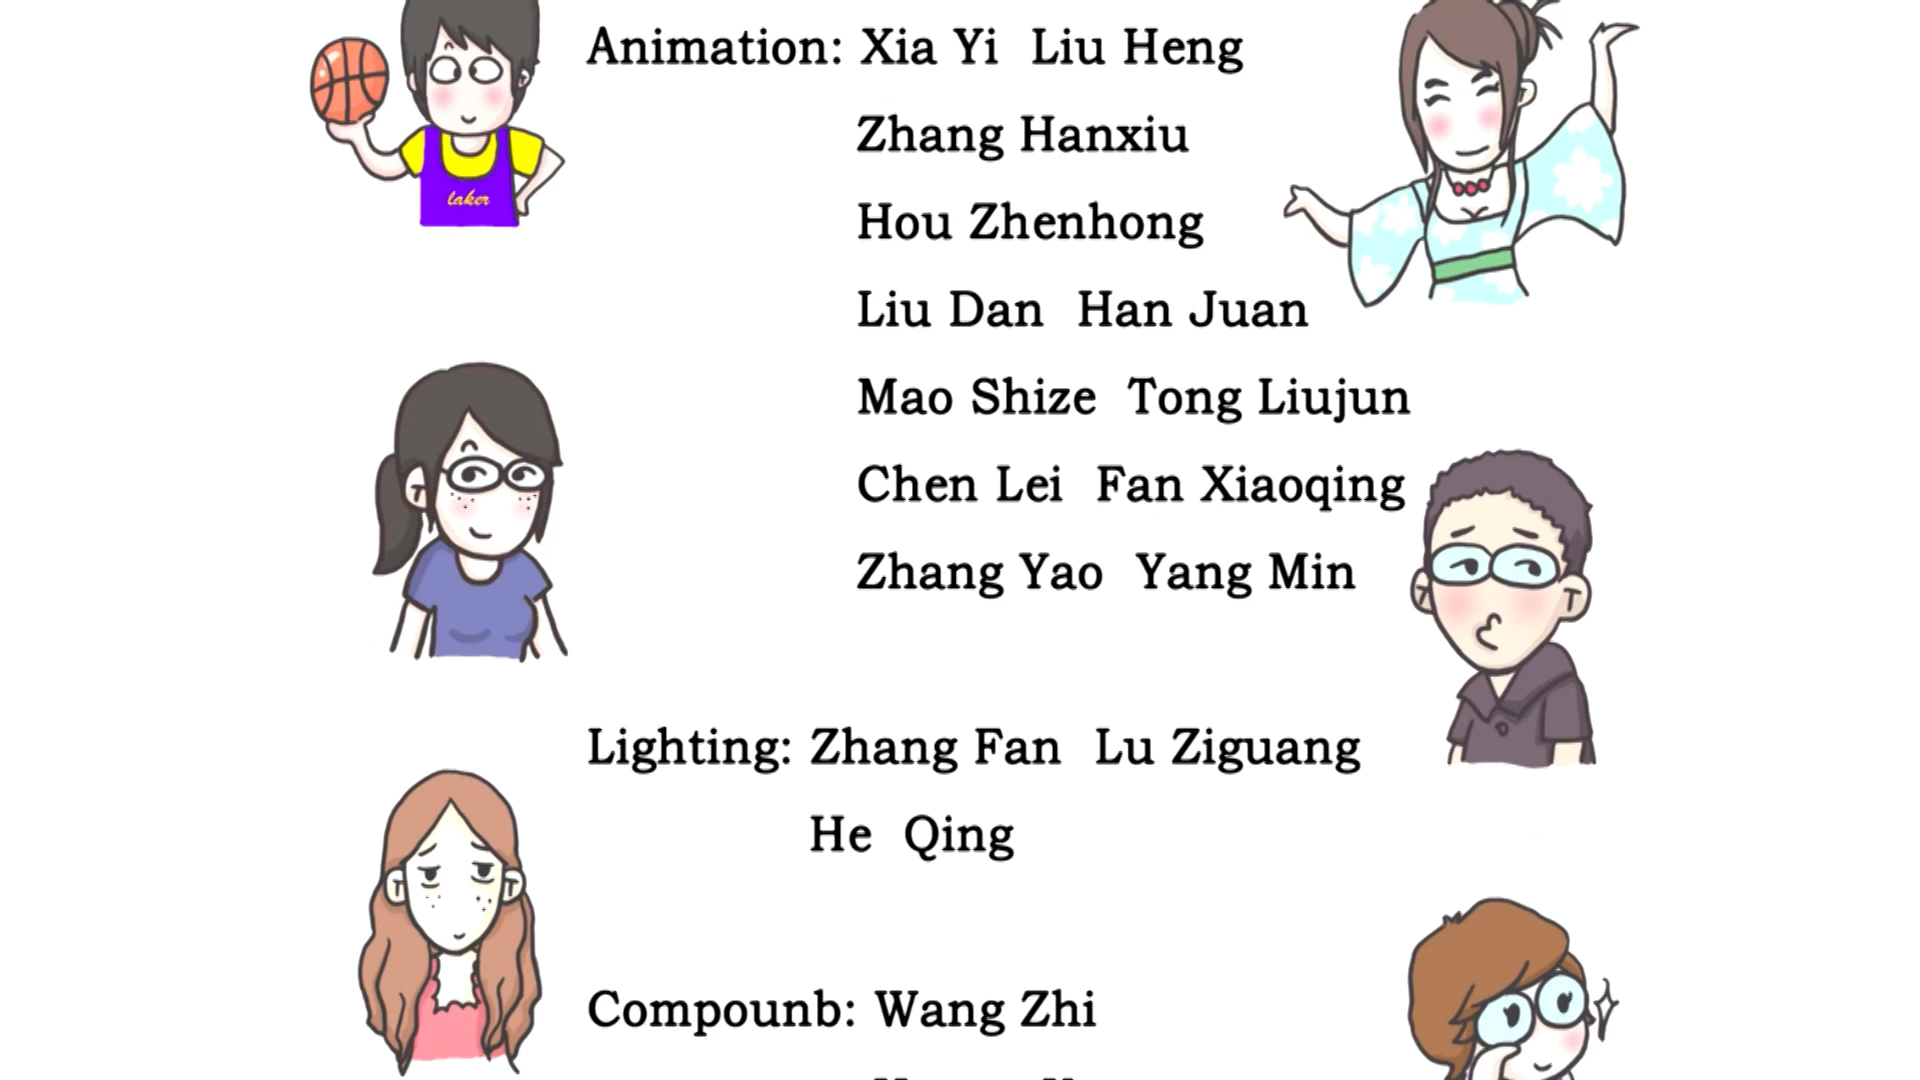 Animation: Xia Yi Liu Heng
Zhang Hanxiu
Hou Zhenhong
Liu Dan Han Juan
Mao Shize Tong Liujun
Chen Lei Fan Xiaoqing
Zhang Yao Yang Min
Lighting: Zhang Fan Lu Ziguang
He Qing
Compounb: Wang Zhi
laker